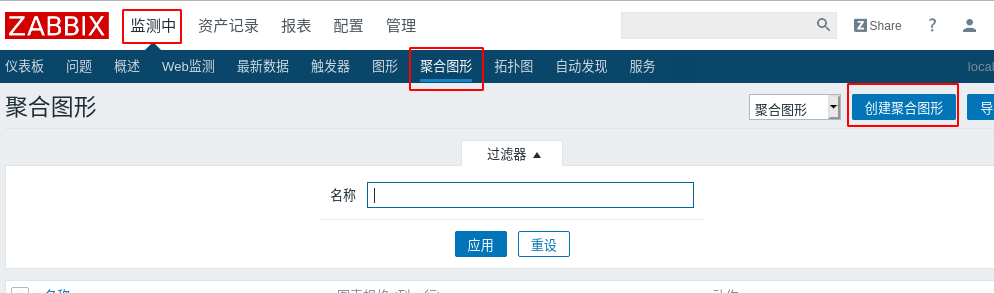 ZABBIX 监测中 资产记录 报表 配置 管理 Z Share ?
仪表板 问题 概述 Web监测 最新数据 触发器 图形 聚合图形 拓扑图 自动发现 服务 local
聚合图形 聚合图形 创建聚合图形 导
过滤器
名称
应用 重设
名称